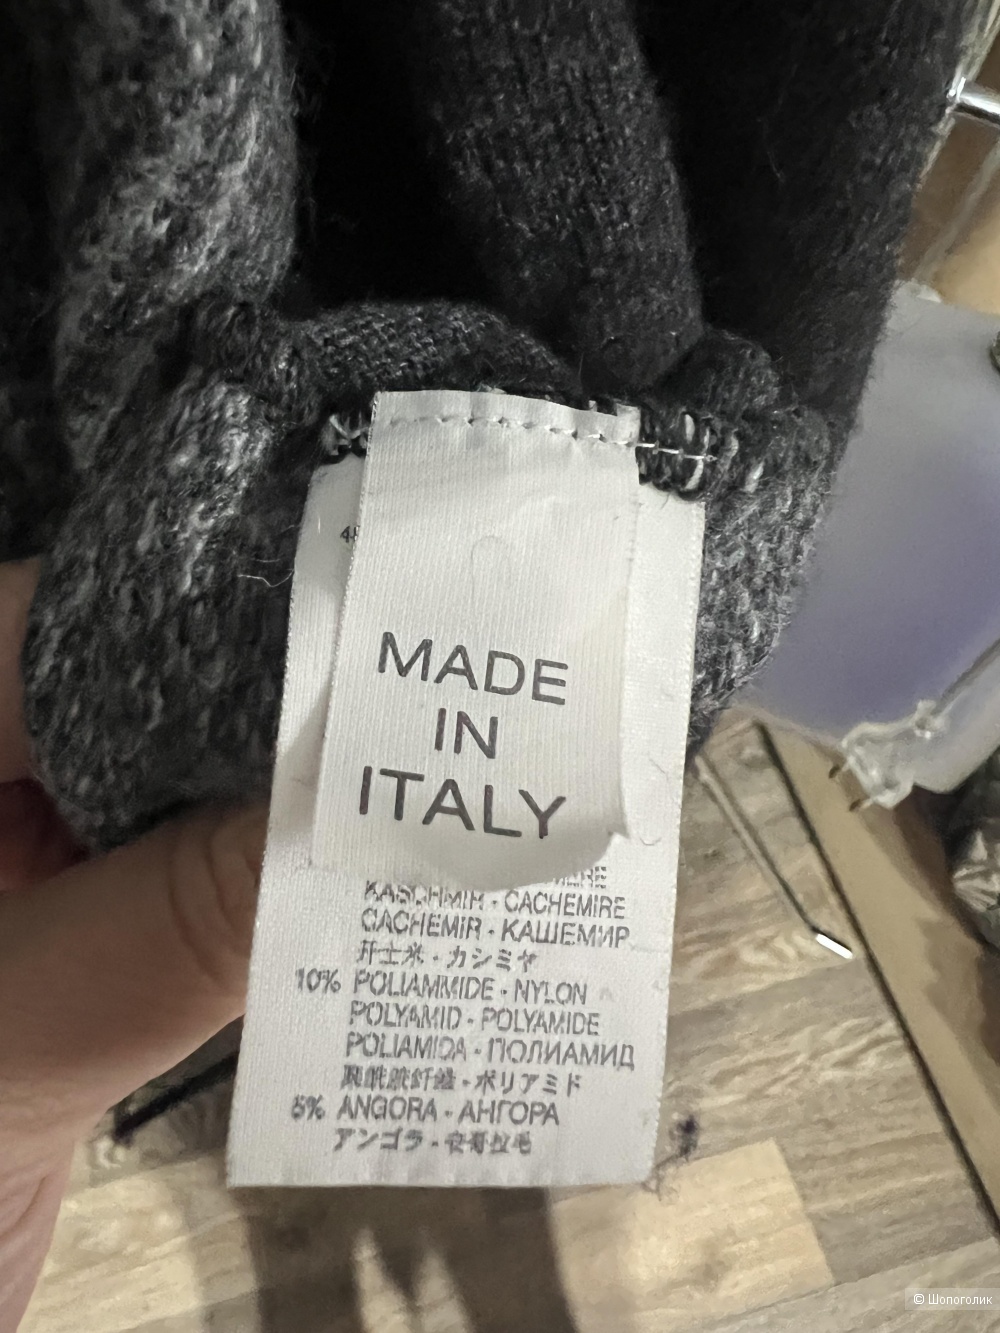 MADE
IN
ITALY
KASCHMIR - CACHEMIRE
CACHEMIR - КАШЕМИР
开士米 - カシミヤ
10% POLIAMMIDE - NYLON
POLYAMID - POLYAMIDE
POLIAMIDA - ПОЛИАМИД
聚酰胺纤维 - ポリアミド
5% ANGORA - АНГОРА
アンゴラ - 安哥拉毛
© Шопоголик